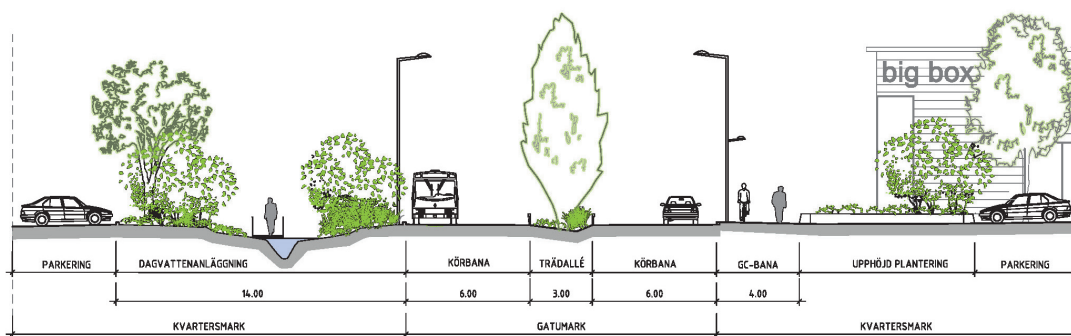 big box
PARKERING DAGVATTENANLÄGGNING KÖRBANA TRÄDALLÉ KÖRBANA GC-BANA UPPHÖJD PLANTERING PARKERING
14.00 6.00 3.00 6.00 4.00
KVARTERSMARK GATUMARK KVARTERSMARK